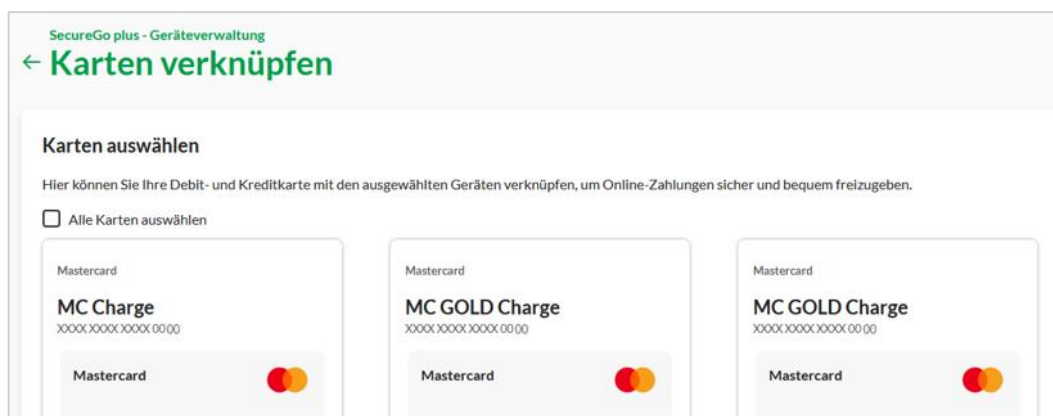 SecureGo plus - Geräteverwaltung
← Karten verknüpfen
Karten auswählen
Hier können Sie Ihre Debit- und Kreditkarte mit den ausgewählten Geräten verknüpfen, um Online-Zahlungen sicher und bequem freizugeben.
Alle Karten auswählen
Mastercard
MC Charge
XXXX XXXX XXXX 00 00
Mastercard
Mastercard
MC GOLD Charge
XXXX XXXX XXXX 00 00
Mastercard
Mastercard
MC GOLD Charge
XXXX XXXX XXXX 00 00
Mastercard